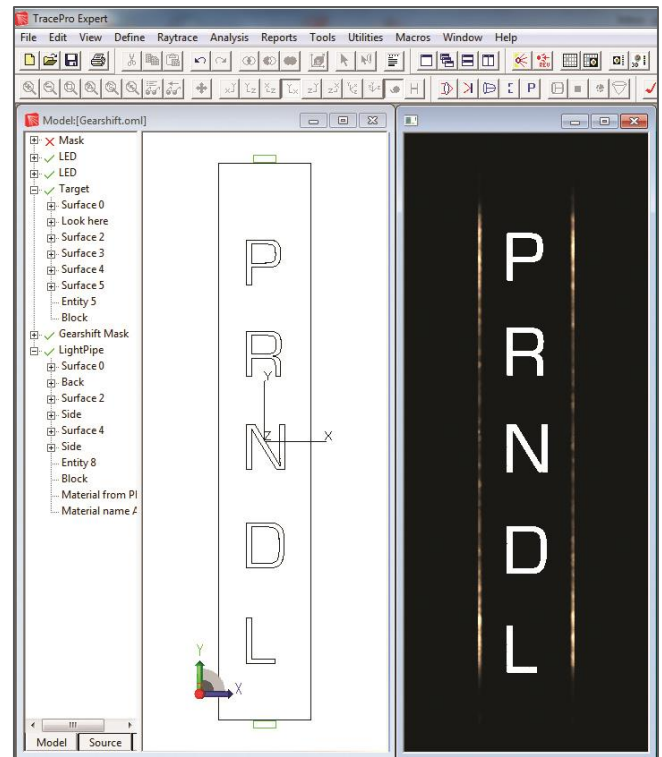 TracePro Expert
File Edit View Define Raytrace Analysis Reports Tools Utilities Macros Window Help
Model:[Gearshift.oml]
Mask
LED
LED
Target
Surface 0
Look here
Surface 2
Surface 3
Surface 4
Surface 5
Entity 5
Block
Gearshift Mask
LightPipe
Surface 0
Back
Surface 2
Side
Surface 4
Side
Entity 8
Block
Material from Pl
Material name A
Model Source
P
R
Y
N
Z
X
D
L
Y
X
P
R
N
D
L